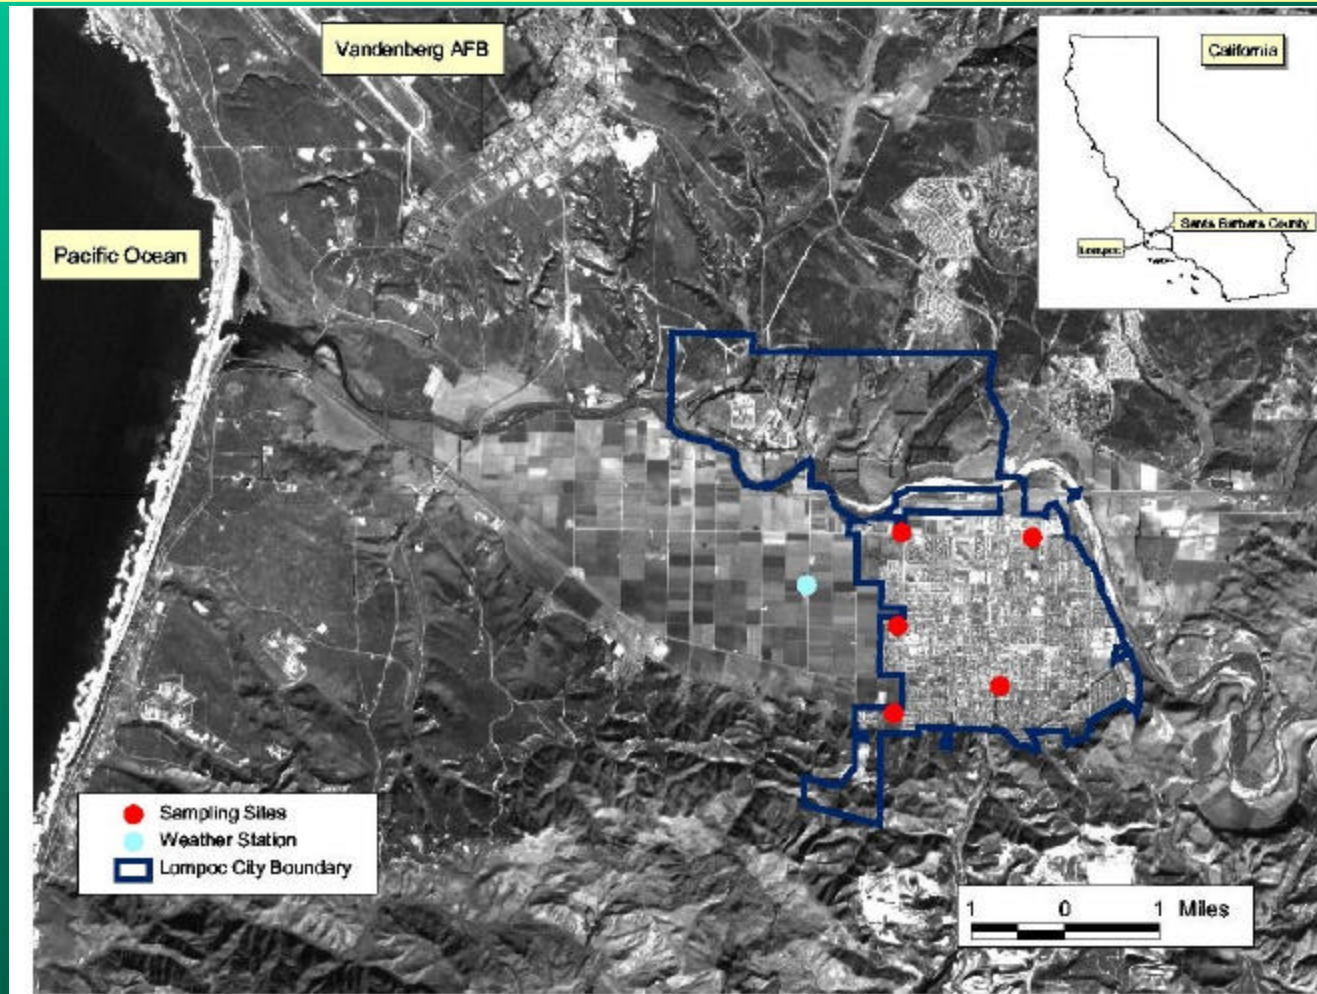 Vandenberg AFB
California
Pacific Ocean
Santa Barbara County
Lompoc
Sampling Sites
Weather Station
Lompoc City Boundary
1 0 1 Miles